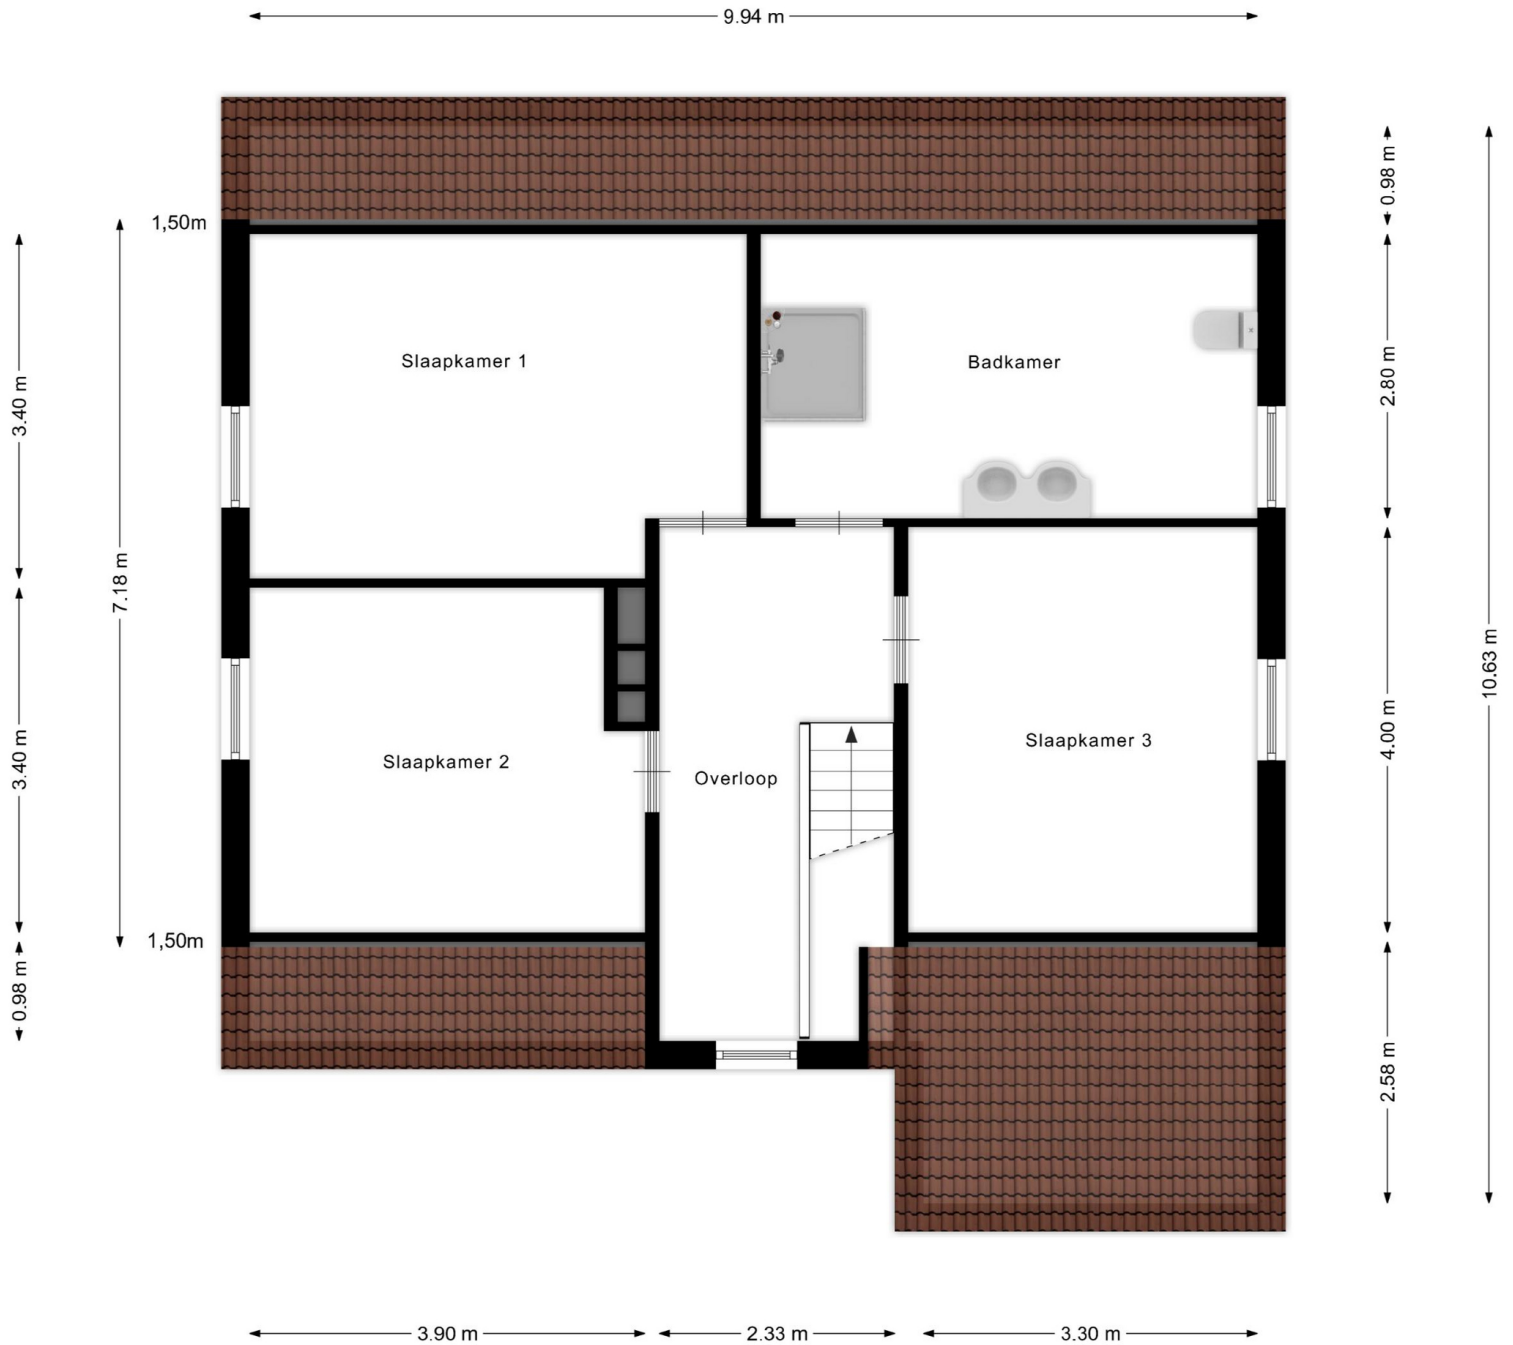 9.94 m
0.98 m
1,50m
3.40 m
7.18 m
Slaapkamer 1
Badkamer
2.80 m
10.63 m
Slaapkamer 2
Overloop
Slaapkamer 3
3.40 m
4.00 m
1,50m
0.98 m
2.58 m
3.90 m
2.33 m
3.30 m